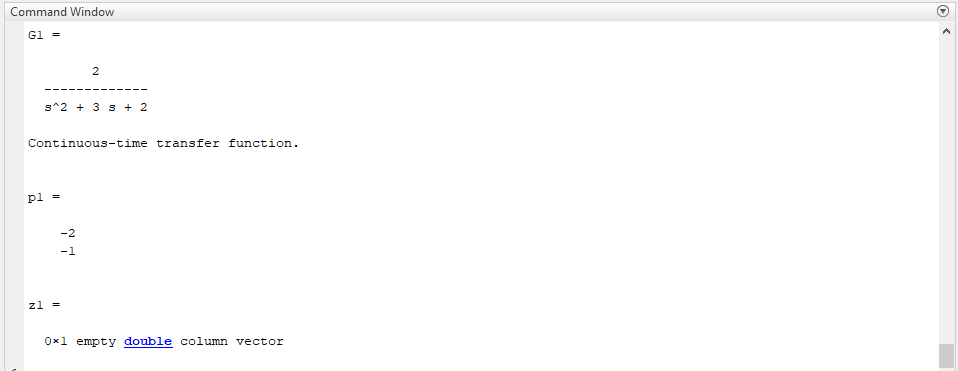 Command Window
G1 =
2
-------------
s^2 + 3 s + 2
Continuous-time transfer function.
p1 =
-2
-1
z1 =
0×1 empty double column vector